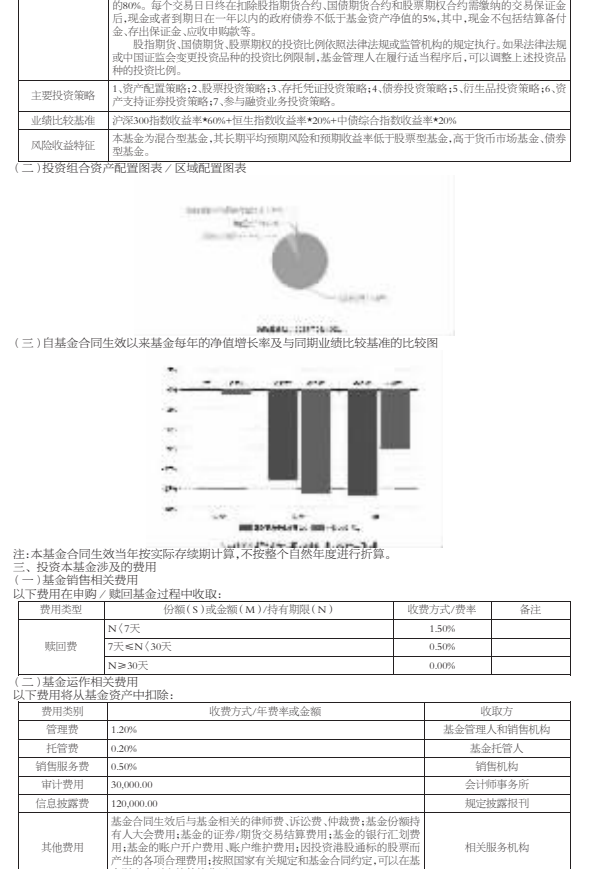 的80%。每个交易日日终在扣除股指期货合约、国债期货合约和股票期权合约需缴纳的交易保证金
后,现金或者到期日在一年以内的政府债券不低于基金资产净值的5%,其中,现金不包括结算备付
金、存出保证金、应收申购款等。
股指期货、国债期货、股票期权的投资比例依照法律法规或监管机构的规定执行。如果法律法规
或中国证监会变更投资品种的投资比例限制,基金管理人在履行适当程序后,可以调整上述投资品
种的投资比例。
主要投资策略 1、资产配置策略;2、股票投资策略;3、存托凭证投资策略;4、债券投资策略;5、衍生品投资策略;6、资
产支持证券投资策略;7、参与融资业务投资策略。
业绩比较基准 沪深300指数收益率*60%+恒生指数收益率*20%+中债综合指数收益率*20%
风险收益特征 本基金为混合型基金,其长期平均预期风险和预期收益率低于股票型基金,高于货币市场基金、债券
型基金。
(二)投资组合资产配置图表/区域配置图表
(三)自基金合同生效以来基金每年的净值增长率及与同期业绩比较基准的比较图
注:本基金合同生效当年按实际存续期计算,不按整个自然年度进行折算。
三、投资本基金涉及的费用
(一)基金销售相关费用
以下费用在申购/赎回基金过程中收取:
费用类型 份额(S)或金额(M)/持有期限(N) 收费方式/费率 备注
赎回费 N〈7天 1.50%
7天≤N〈30天 0.50%
N≥30天 0.00%
(二)基金运作相关费用
以下费用将从基金资产中扣除:
费用类别 收费方式/年费率或金额 收取方
管理费 1.20% 基金管理人和销售机构
托管费 0.20% 基金托管人
销售服务费 0.50% 销售机构
审计费用 30,000.00 会计师事务所
信息披露费 120,000.00 规定披露报刊
其他费用 基金合同生效后与基金相关的律师费、诉讼费、仲裁费;基金份额持
有人大会费用;基金的证券/期货交易结算费用;基金的银行汇划费
用;基金的账户开户费用、账户维护费用;因投资港股通标的股票而
产生的各项合理费用;按照国家有关规定和基金合同约定,可以在基
相关服务机构